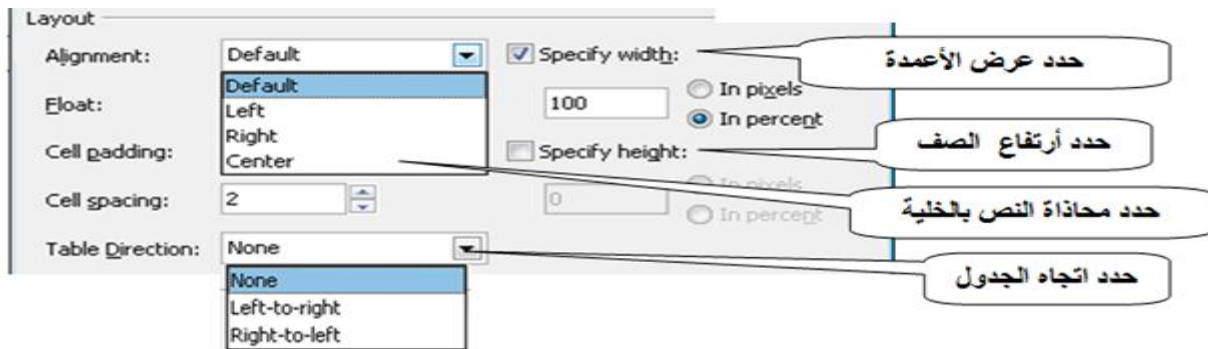 Layout
Alignment: Default Specify width: حدد عرض الأعمدة
Default
Float: Left 100 In pixels
Right In percent
Cell padding: Center Specify height: حدد أرتفاع الصف
Cell spacing: 2 0 In pixels
In percent
حدد محاذاة النص بالخلية
Table Direction: None
حدد اتجاه الجدول
None
Left-to-right
Right-to-left